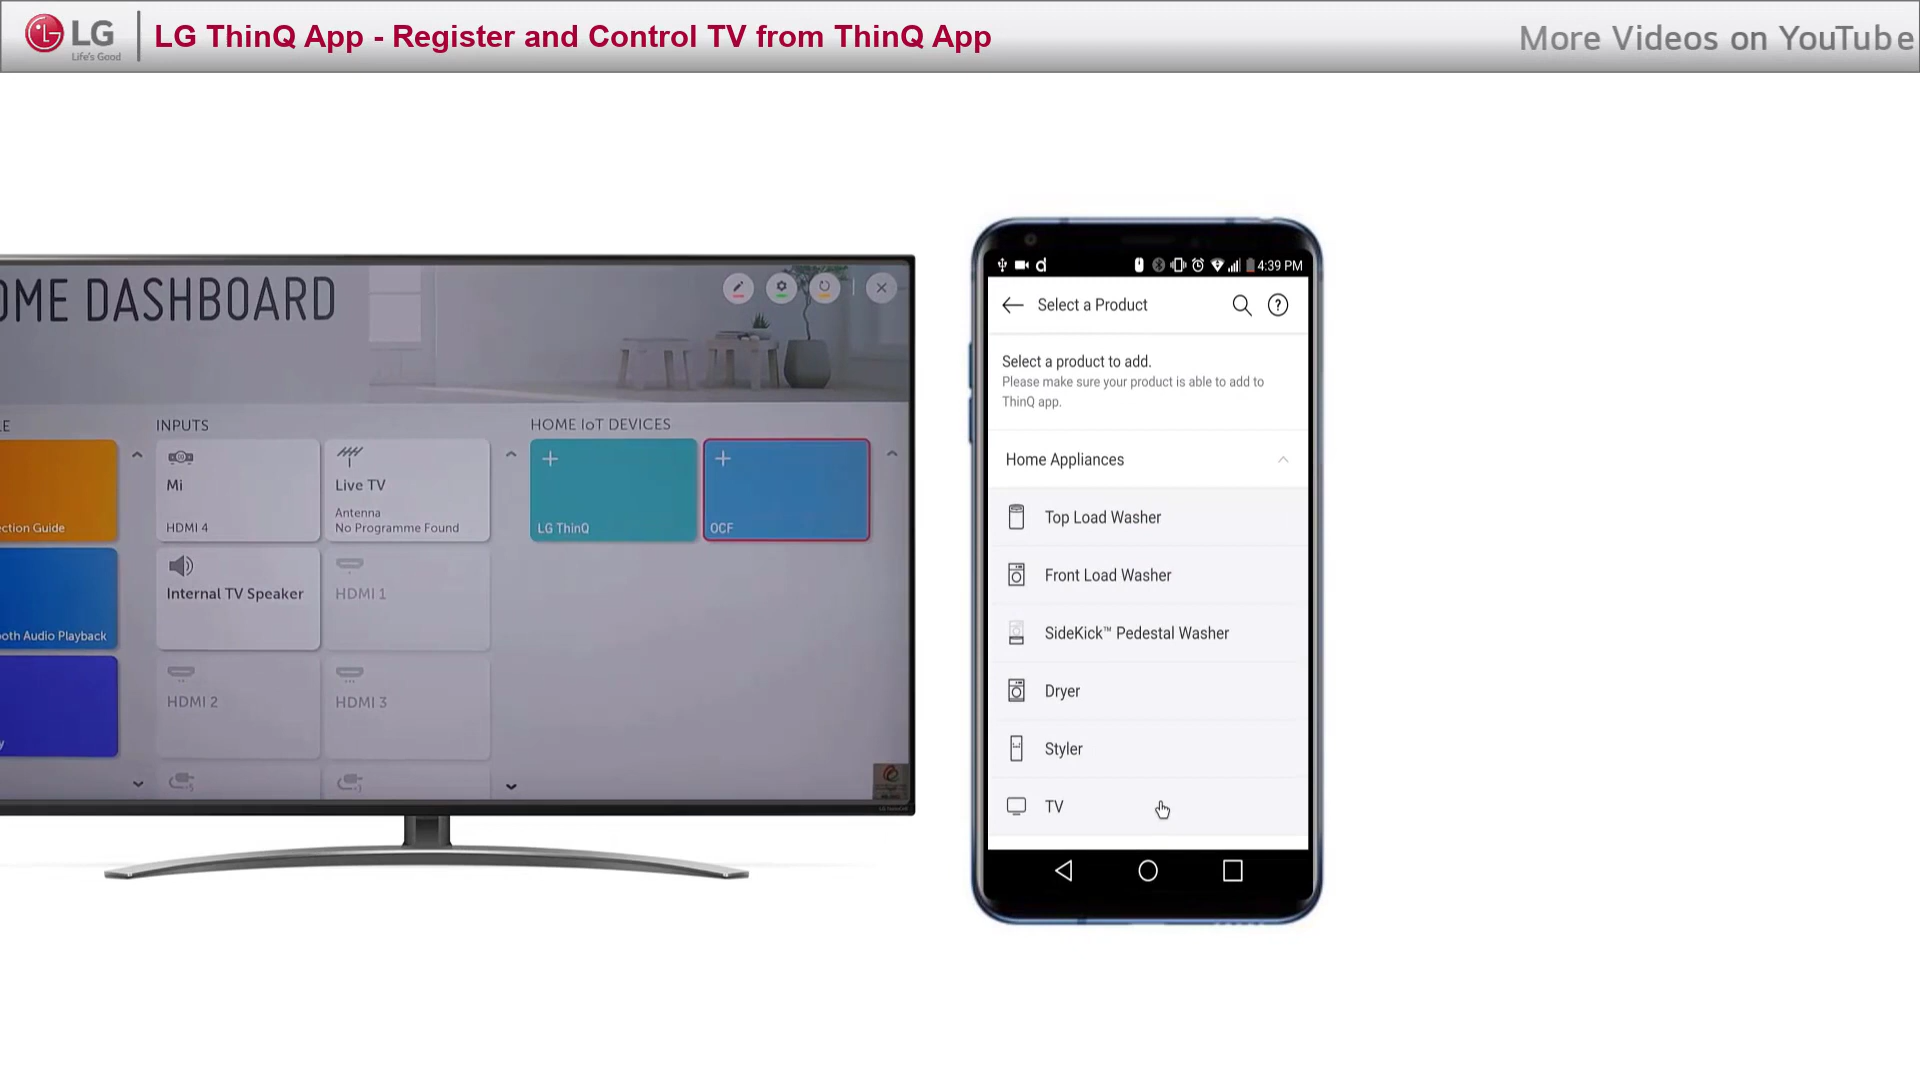 LG
Life's Good
LG ThinQ App - Register and Control TV from ThinQ App
More Videos on YouTube
OME DASHBOARD
LE
ction Guide
oth Audio Playback
y
INPUTS
Mi
HDMI 4
Live TV
Antenna
No Programme Found
Internal TV Speaker
HDMI 1
HDMI 2
HDMI 3
HOME IoT DEVICES
LG ThinQ
OCF
4:39 PM
Select a Product
Select a product to add.
Please make sure your product is able to add to
ThinQ app.
Home Appliances
Top Load Washer
Front Load Washer
SideKick™ Pedestal Washer
Dryer
Styler
TV